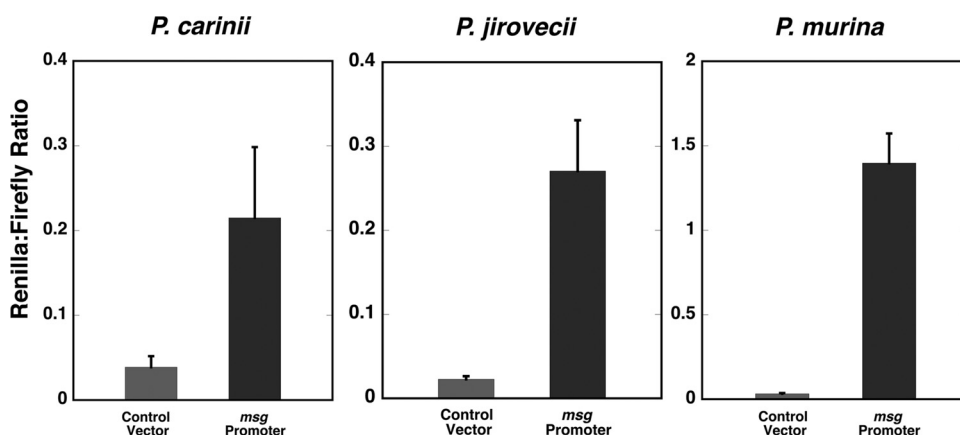 P. carinii
P. jirovecii
P. murina
Renilla:Firefly Ratio
0.4
0.3
0.2
0.1
0
Control
Vector
msg
Promoter
0.4
0.3
0.2
0.1
0
Control
Vector
msg
Promoter
2
1.5
1
0.5
0
Control
Vector
msg
Promoter